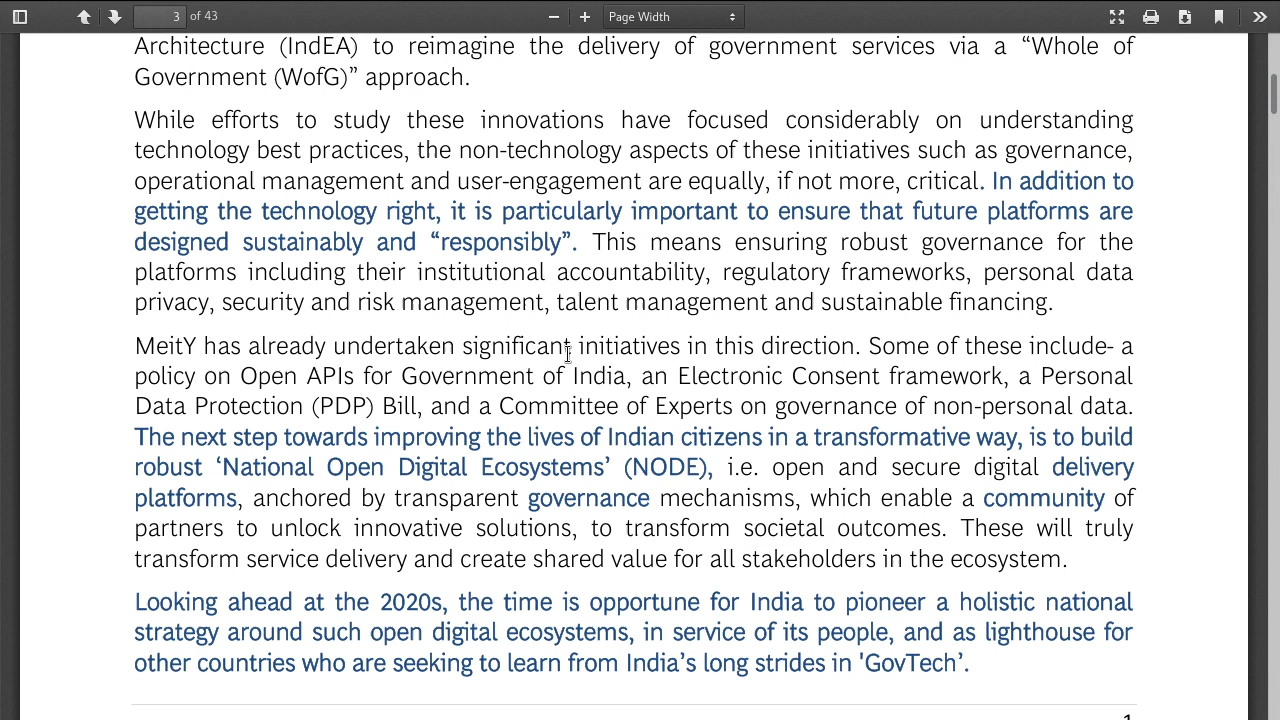 3 of 43
Page Width
Architecture (IndEA) to reimagine the delivery of government services via a “Whole of
Government (WofG)” approach.
While efforts to study these innovations have focused considerably on understanding
technology best practices, the non-technology aspects of these initiatives such as governance,
operational management and user-engagement are equally, if not more, critical. In addition to
getting the technology right, it is particularly important to ensure that future platforms are
designed sustainably and “responsibly”. This means ensuring robust governance for the
platforms including their institutional accountability, regulatory frameworks, personal data
privacy, security and risk management, talent management and sustainable financing.
MeitY has already undertaken significant initiatives in this direction. Some of these include- a
policy on Open APIs for Government of India, an Electronic Consent framework, a Personal
Data Protection (PDP) Bill, and a Committee of Experts on governance of non-personal data.
The next step towards improving the lives of Indian citizens in a transformative way, is to build
robust ‘National Open Digital Ecosystems’ (NODE), i.e. open and secure digital delivery
platforms, anchored by transparent governance mechanisms, which enable a community of
partners to unlock innovative solutions, to transform societal outcomes. These will truly
transform service delivery and create shared value for all stakeholders in the ecosystem.
Looking ahead at the 2020s, the time is opportune for India to pioneer a holistic national
strategy around such open digital ecosystems, in service of its people, and as lighthouse for
other countries who are seeking to learn from India’s long strides in 'GovTech’.
1